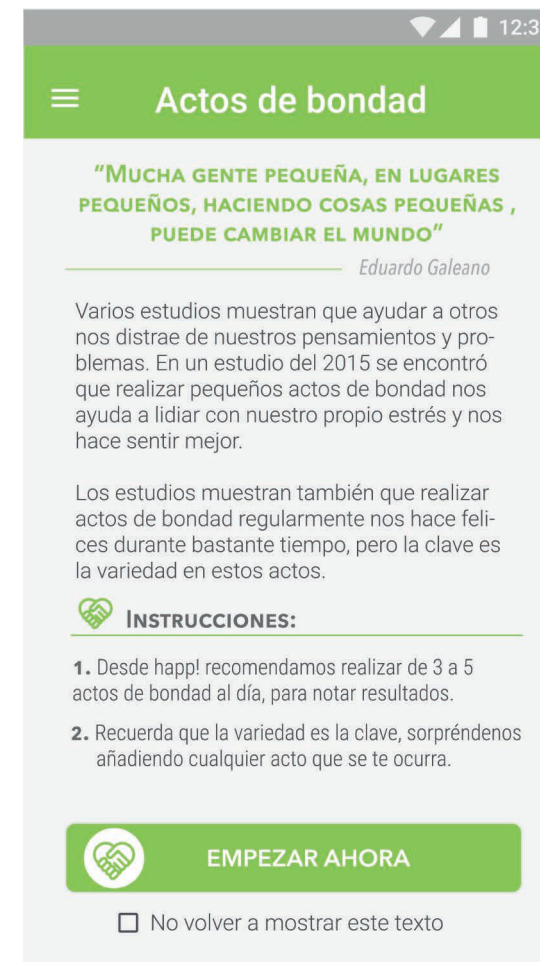 12:3
Actos de bondad
“MUCHA GENTE PEQUEÑA, EN LUGARES
PEQUEÑOS, HACIENDO COSAS PEQUEÑAS ,
PUEDE CAMBIAR EL MUNDO”
Eduardo Galeano
Varios estudios muestran que ayudar a otros
nos distrae de nuestros pensamientos y pro-
blemas. En un estudio del 2015 se encontró
que realizar pequeños actos de bondad nos
ayuda a lidiar con nuestro propio estrés y nos
hace sentir mejor.
Los estudios muestran también que realizar
actos de bondad regularmente nos hace feli-
ces durante bastante tiempo, pero la clave es
la variedad en estos actos.
INSTRUCCIONES:
1. Desde happ! recomendamos realizar de 3 a 5
actos de bondad al día, para notar resultados.
2. Recuerda que la variedad es la clave, sorpréndenos
añadiendo cualquier acto que se te ocurra.
EMPEZAR AHORA
No volver a mostrar este texto